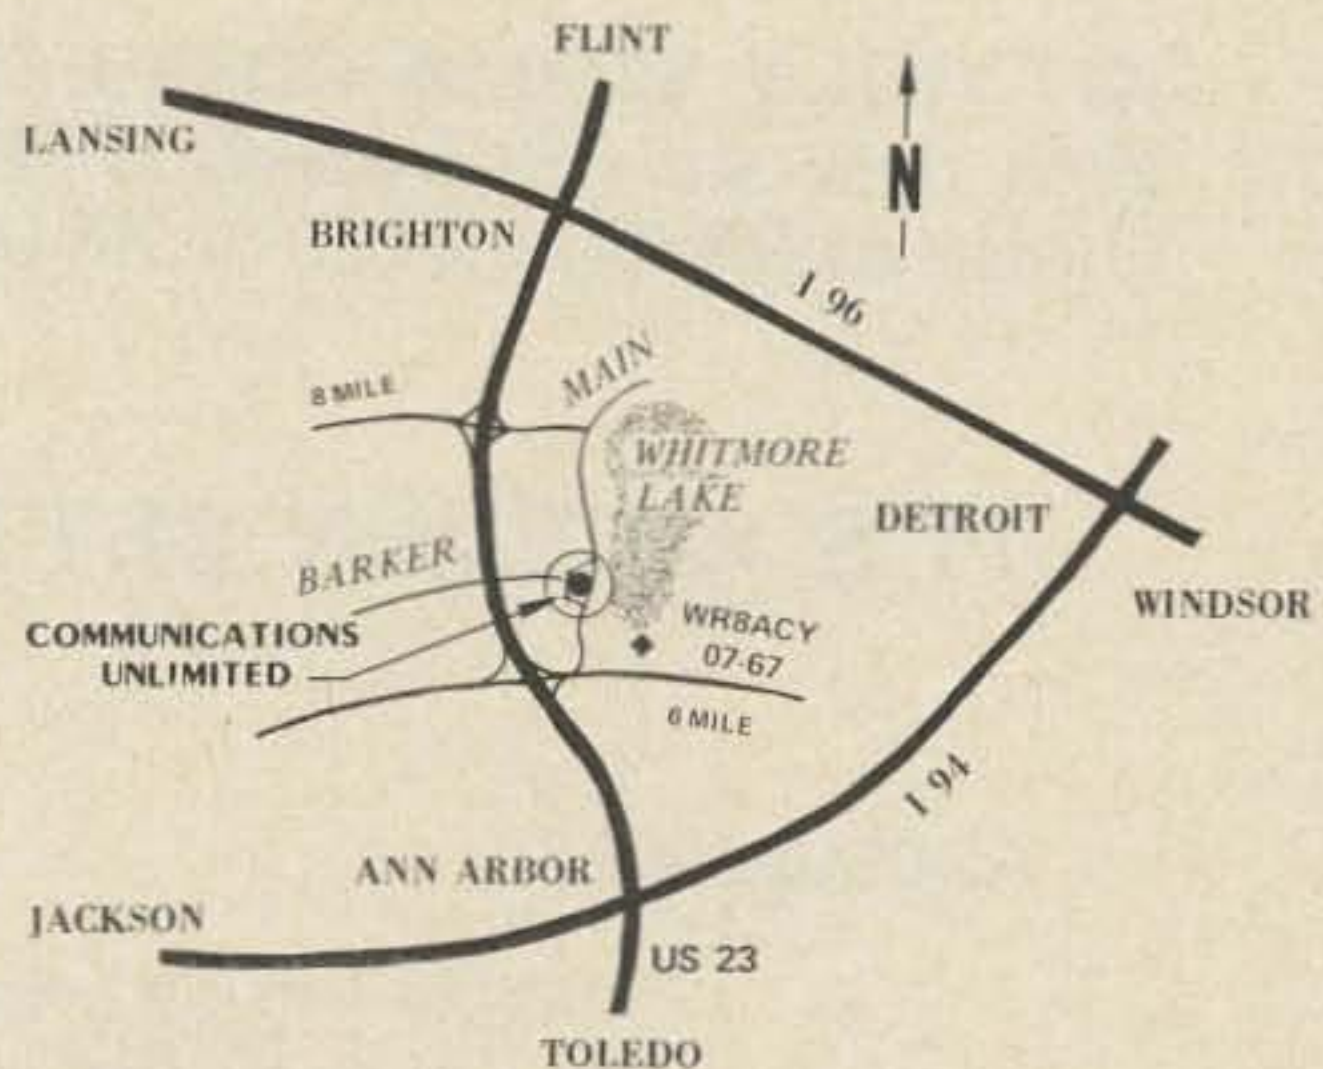 FLINT
LANSING
N
BRIGHTON
I 96
MAIN
8 MILE
WHITMORE
LAKE
DETROIT
BARKER
WINDSOR
COMMUNICATIONS
UNLIMITED
WR8ACY
07-67
6 MILE
I 94
ANN ARBOR
JACKSON
US 23
TOLEDO